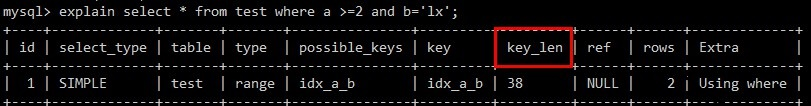 mysql> explain select * from test where a >=2 and b='lx';
+----+-------------+-------+-------+---------------+---------+---------+------+------+-------------+
| id | select_type | table | type | possible_keys | key | key_len | ref | rows | Extra |
+----+-------------+-------+-------+---------------+---------+---------+------+------+-------------+
| 1 | SIMPLE | test | range | idx_a_b | idx_a_b | 38 | NULL | 2 | Using where |
+----+-------------+-------+-------+---------------+---------+---------+------+------+-------------+